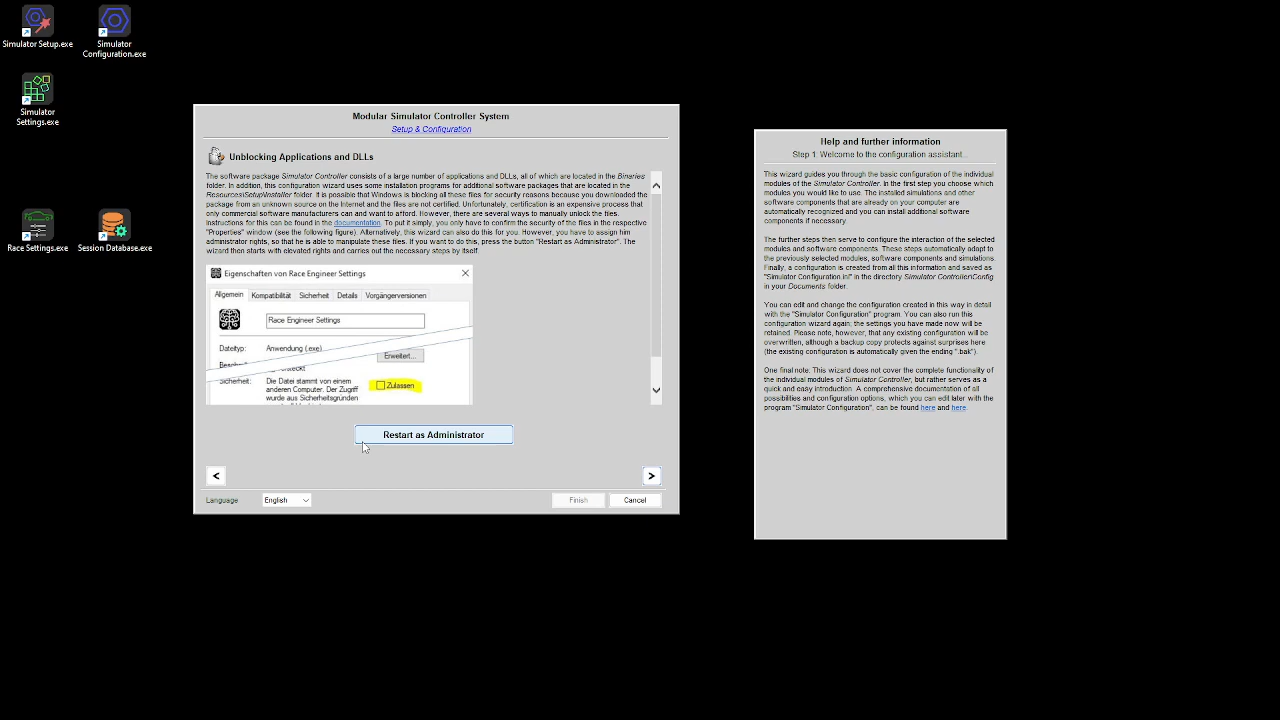 Simulator Setup.exe
Simulator
Configuration.exe
Simulator
Settings.exe
Race Settings.exe
Session Database.exe
Modular Simulator Controller System
Setup & Configuration
Unblocking Applications and DLLs
The software package Simulator Controller consists of a large number of applications and DLLs, all of which are located in the Binaries
folder. In addition, this configuration wizard uses some installation programs for additional software packages that are located in the
Resources\Setup\Installer folder. It is possible that Windows is blocking all these files for security reasons because you downloaded the
package from an unknown source on the Internet and the files are not certified. Unfortunately, certification is an expensive process that
only commercial software manufacturers can and want to afford. However, there are several ways to manually unlock the files.
Instructions for this can be found in the documentation. To put it simply, you only have to confirm the security of the files in the respective
"Properties" window (see the following figure). Alternatively, this wizard can also do this for you. However, you have to assign him
administrator rights, so that he is able to manipulate these files. If you want to do this, press the button "Restart as Administrator". The
wizard then starts with elevated rights and carries out the necessary steps by itself.
Eigenschaften von Race Engineer Settings
Allgemein Kompatibilität Sicherheit Details Vorgängerversionen
Race Engineer Settings
Dateityp: Anwendung (.exe)
Erweitert...
Sicherheit: Die Datei stammt von einem
anderen Computer. Der Zugriff
wurde aus Sicherheitsgründen
Zulassen
Restart as Administrator
< >
Language English Finish Cancel
Help and further information
Step 1: Welcome to the configuration assistant...
This wizard guides you through the basic configuration of the individual
modules of the Simulator Controller. In the first step you choose which
modules you would like to use. The installed simulations and other
software components that are already on your computer are
automatically recognized and you can install additional software
components if necessary.
The further steps then serve to configure the interaction of the selected
modules and software components. These steps automatically adapt to
the previously selected modules, software components and simulations.
Finally, a configuration is created from all this information and saved as
"Simulator Configuration.ini" in the directory Simulator Controller\Config
in your Documents folder.
You can edit and change the configuration created in this way in detail
with the "Simulator Configuration" program. You can also run this
configuration wizard again; the settings you have made now will be
retained. Please note, however, that any existing configuration will be
overwritten, although a backup copy protects against surprises here
(the existing configuration is automatically given the ending ".bak").
One final note: This wizard does not cover the complete functionality of
the individual modules of Simulator Controller, but rather serves as a
quick and easy introduction. A comprehensive documentation of all
possibilities and configuration options, which you can edit later with the
program "Simulator Configuration", can be found here and here.